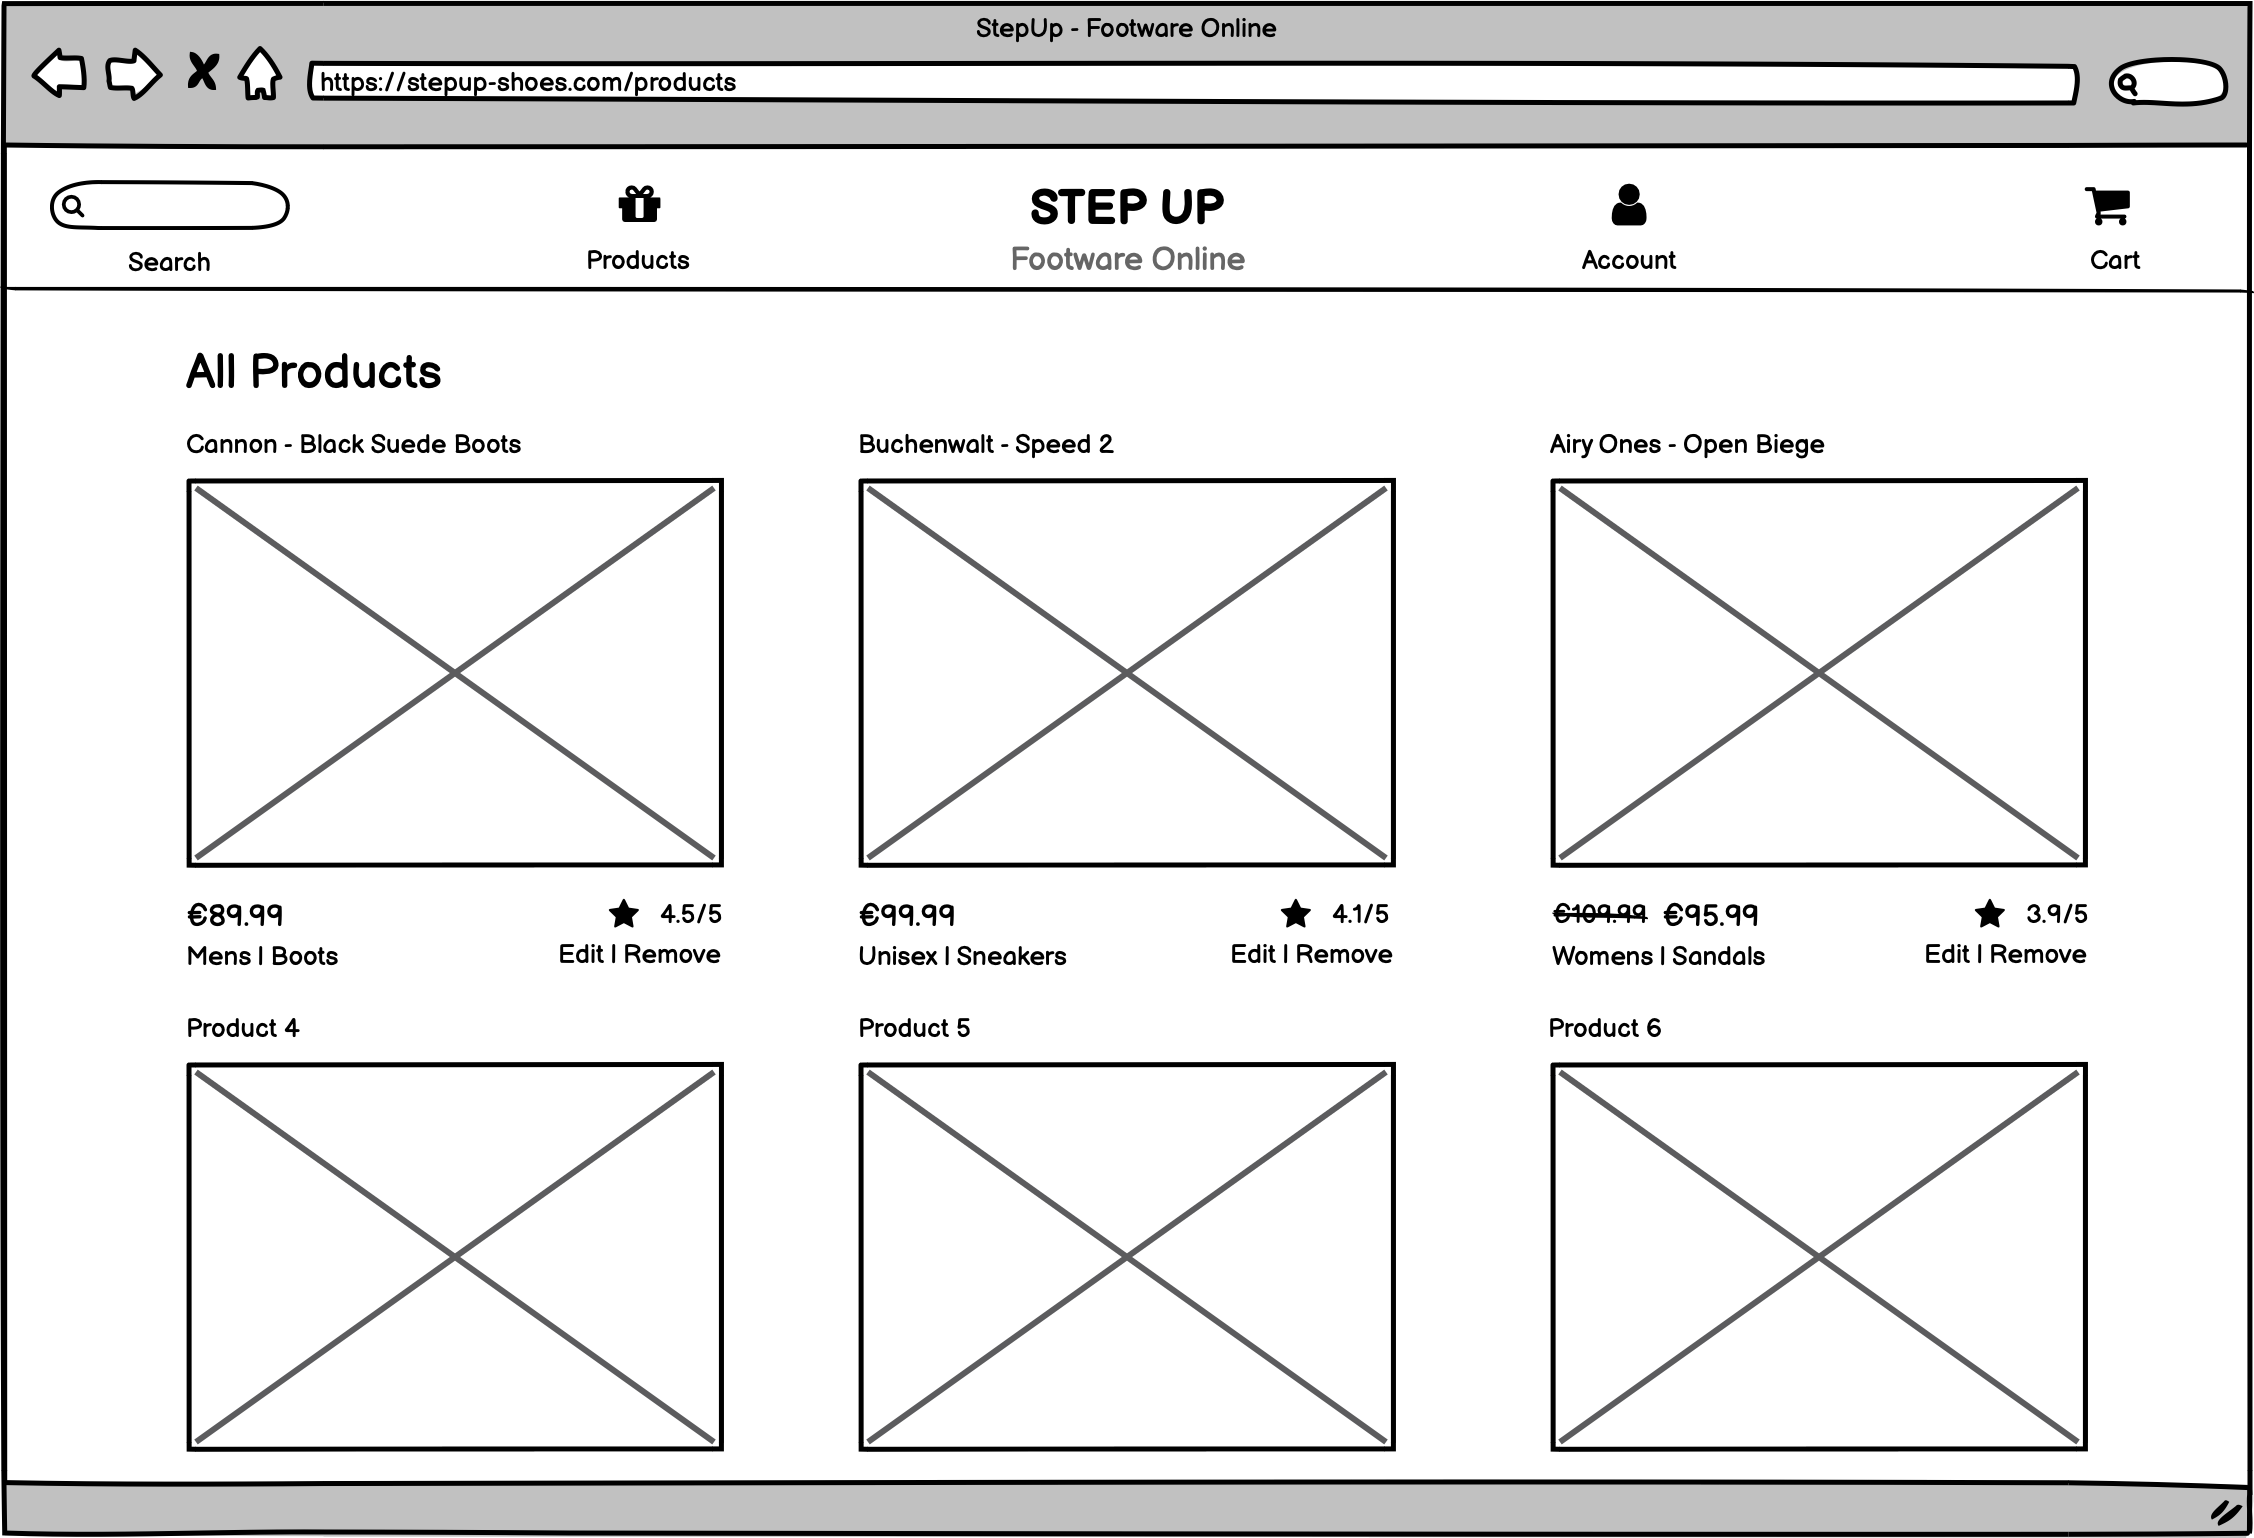 StepUp - Footware Online
https://stepup-shoes.com/products
STEP UP
Search
Products
Footware Online
Account
Cart
All Products
Cannon - Black Suede Boots
Buchenwalt - Speed 2
Airy Ones - Open Biege
€89.99
4.5/5
€99.99
4.1/5
€109.99 €95.99
3.9/5
Mens | Boots
Edit | Remove
Unisex | Sneakers
Edit | Remove
Womens | Sandals
Edit | Remove
Product 4
Product 5
Product 6